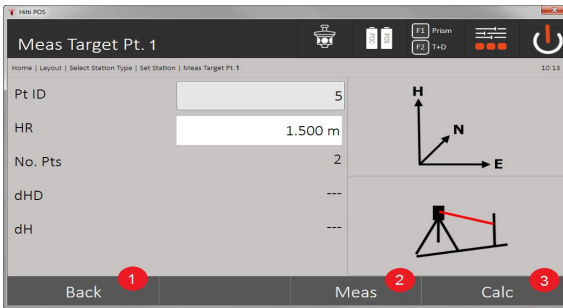 Hilti POS
Meas Target Pt. 1
POC
POS
F1 Prism
F2 T+D
Home | Layout | Select Station Type | Set Station | Meas Target Pt. 1
10:13
Pt ID 5
HR 1.500 m
No. Pts 2
dHD ---
dH ---
H
N
E
1
2
3
Back Meas Calc